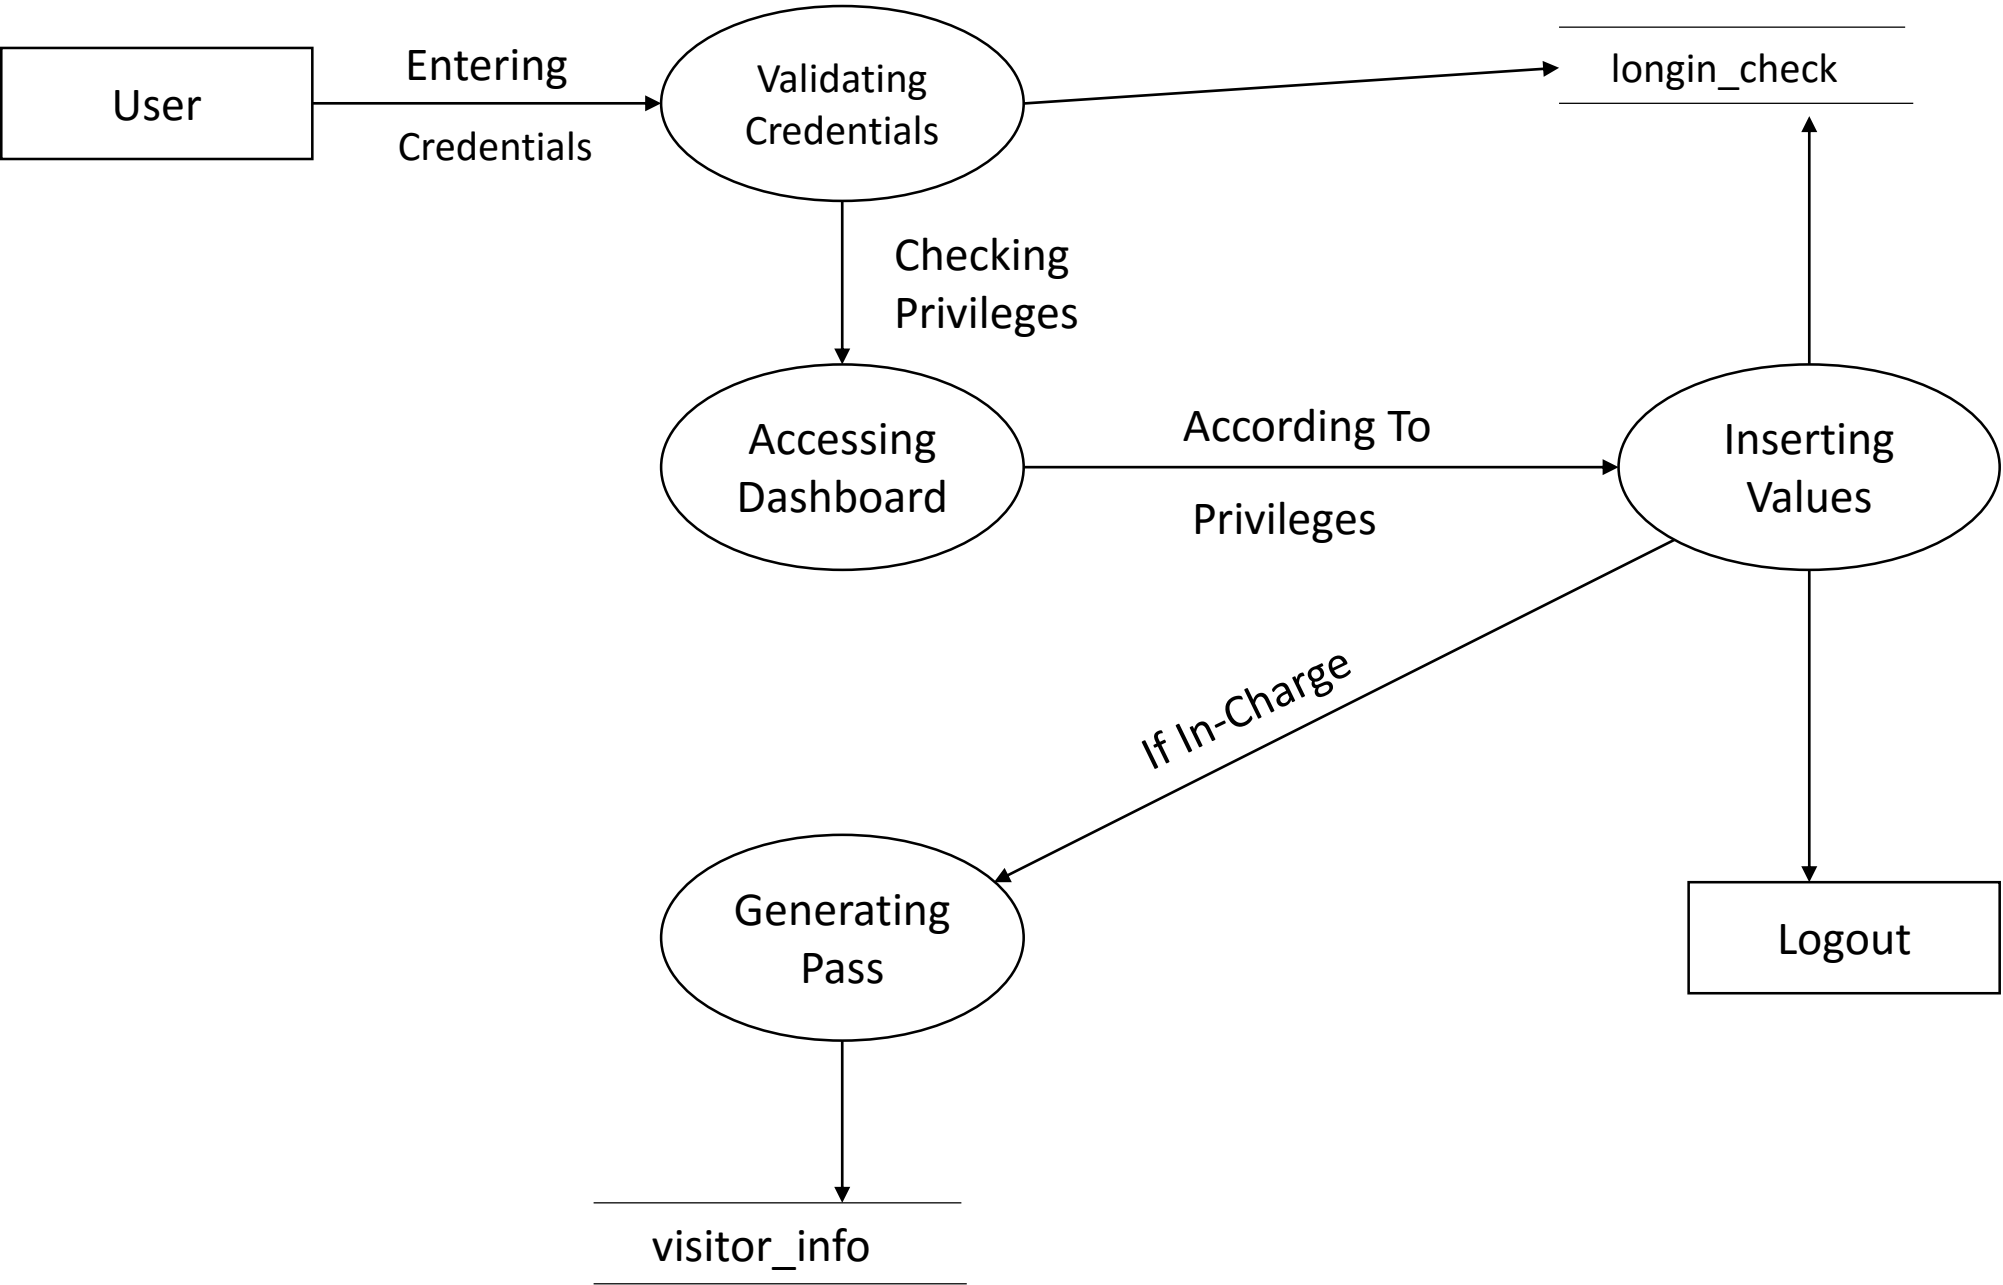 User
Entering
Credentials
Validating
Credentials
longin_check
Checking
Privileges
Accessing
Dashboard
According To
Privileges
Inserting
Values
If In-Charge
Generating
Pass
Logout
visitor_info